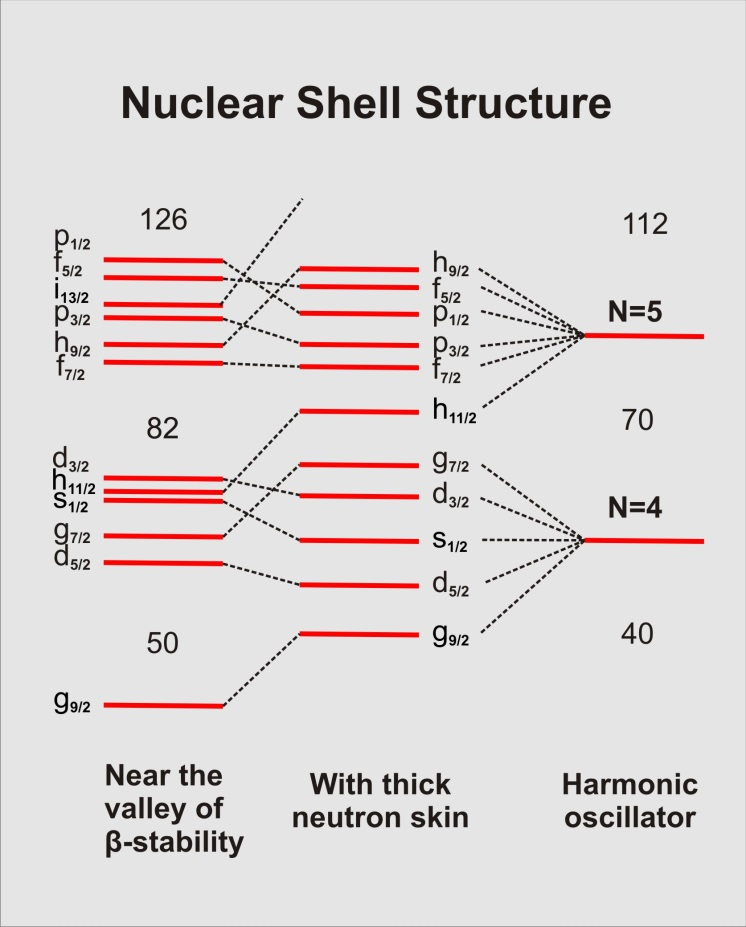 Nuclear Shell Structure
126
112
p1/2
f5/2
i13/2
p3/2
h9/2
f7/2
h9/2
f5/2
p1/2
p3/2
f7/2
h11/2
N=5
82
70
d3/2
h11/2
s1/2
g7/2
d5/2
g7/2
d3/2
s1/2
d5/2
g9/2
N=4
50
40
g9/2
Near the
valley of
β-stability
With thick
neutron skin
Harmonic
oscillator